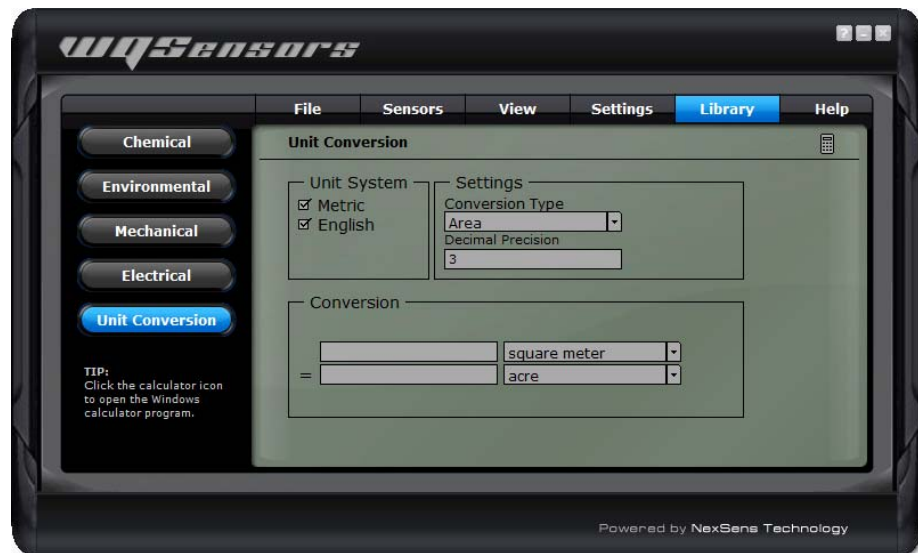 WQSensors
File Sensors View Settings Library Help
Chemical
Environmental
Mechanical
Electrical
Unit Conversion
TIP:
Click the calculator icon
to open the Windows
calculator program.
Unit Conversion
Unit System
Metric
English
Settings
Conversion Type
Area
Decimal Precision
3
Conversion
square meter
= acre
Powered by NexSens Technology